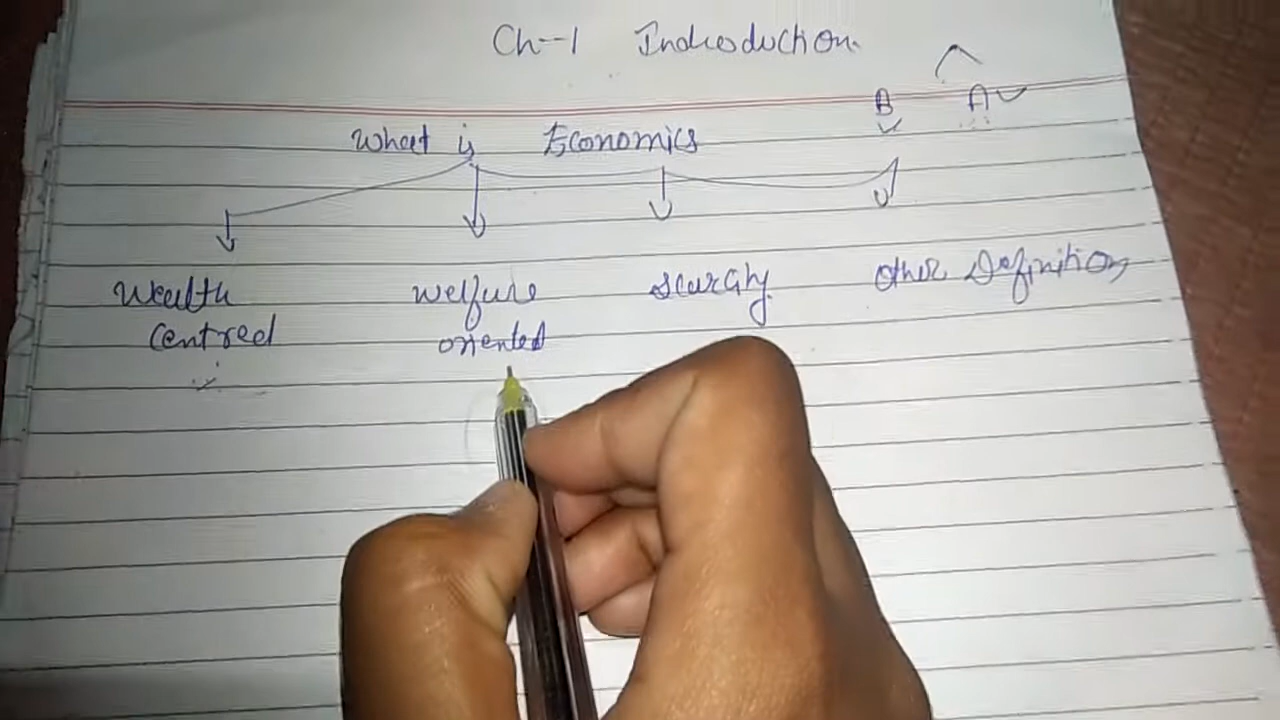 Ch-1 Introduction.
B A
What is Economics
Wealth Centred
welfare oriented
scarcity
other Definition